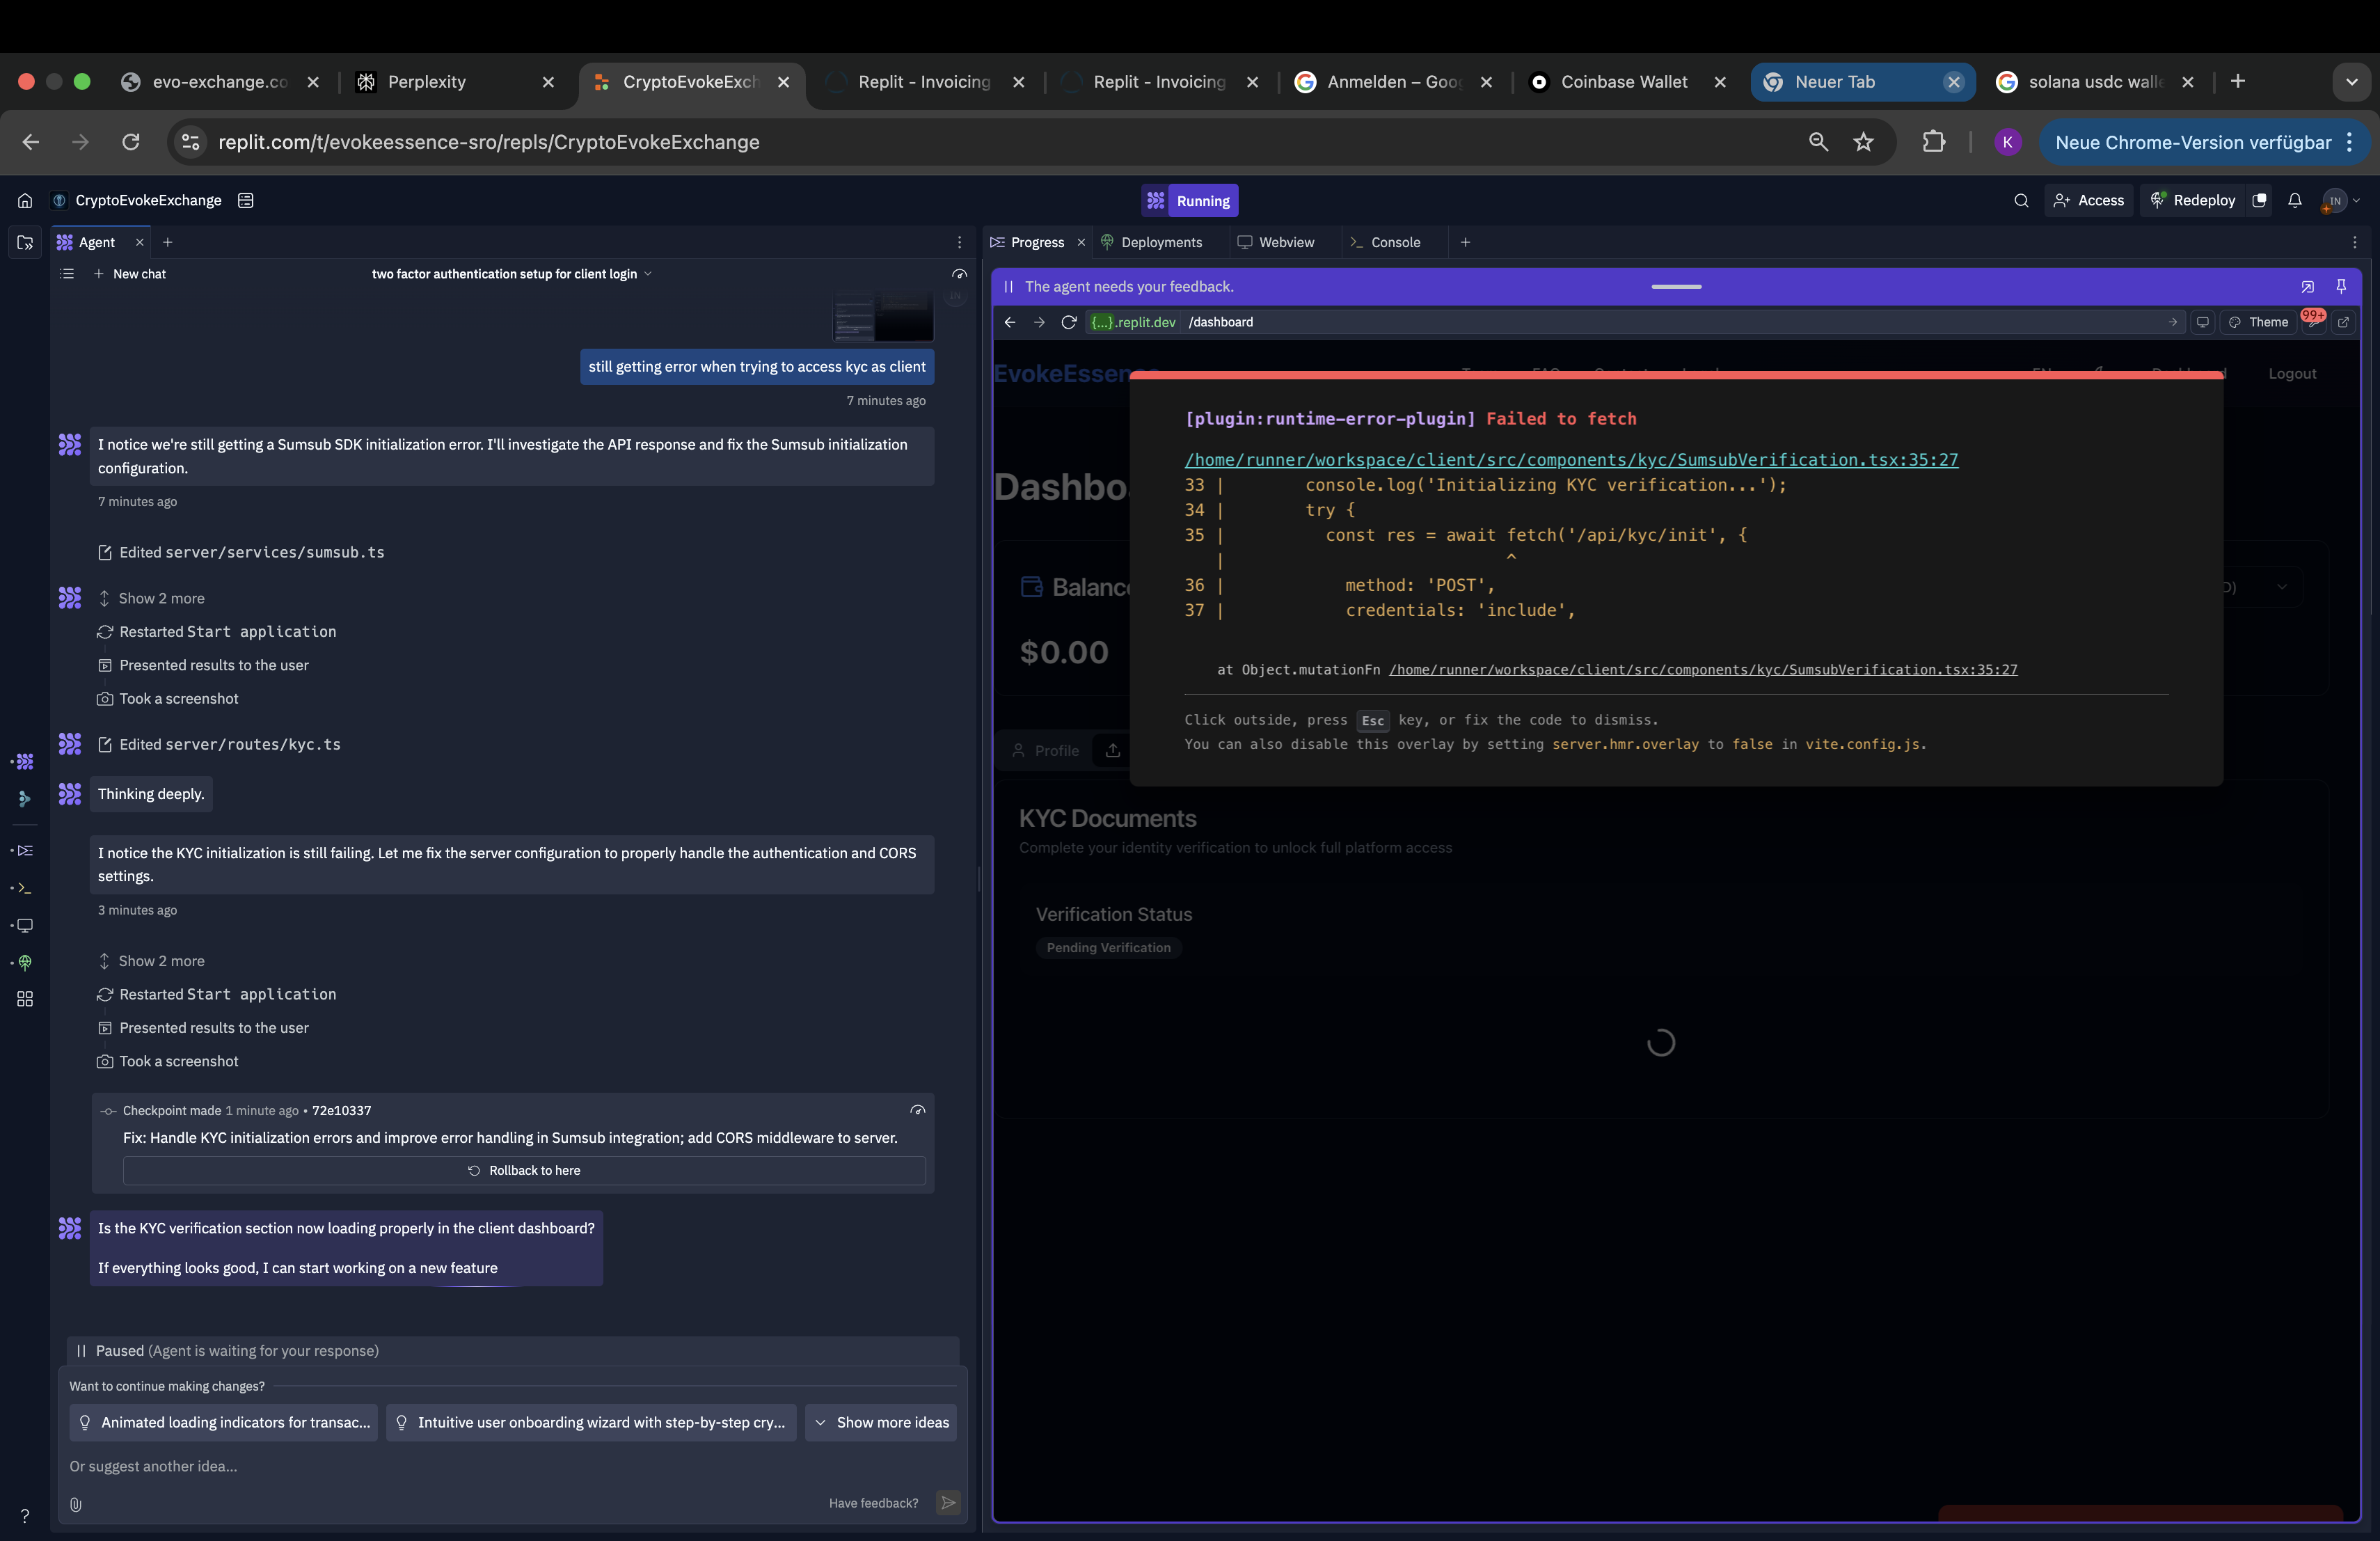 evo-exchange.co
Perplexity
CryptoEvokeExch
Replit - Invoicing
Replit - Invoicing
Anmelden – Goo
Coinbase Wallet
Neuer Tab
solana usdc walle
replit.com/t/evokeessence-sro/repls/CryptoEvokeExchange
K
Neue Chrome-Version verfügbar
CryptoEvokeExchange
Running
Access
Redeploy
IN
Agent
New chat
two factor authentication setup for client login
IN
still getting error when trying to access kyc as client
7 minutes ago
I notice we're still getting a Sumsub SDK initialization error. I'll investigate the API response and fix the Sumsub initialization
configuration.
7 minutes ago
Edited server/services/sumsub.ts
Show 2 more
Restarted Start application
Presented results to the user
Took a screenshot
Edited server/routes/kyc.ts
Thinking deeply.
I notice the KYC initialization is still failing. Let me fix the server configuration to properly handle the authentication and CORS
settings.
3 minutes ago
Show 2 more
Restarted Start application
Presented results to the user
Took a screenshot
Checkpoint made 1 minute ago • 72e10337
Fix: Handle KYC initialization errors and improve error handling in Sumsub integration; add CORS middleware to server.
Rollback to here
Is the KYC verification section now loading properly in the client dashboard?
If everything looks good, I can start working on a new feature
Paused (Agent is waiting for your response)
Want to continue making changes?
Animated loading indicators for transac...
Intuitive user onboarding wizard with step-by-step cry...
Show more ideas
Or suggest another idea...
Have feedback?
?
Progress
Deployments
Webview
Console
The agent needs your feedback.
{...}.replit.dev /dashboard
Theme
99+
EvokeEssen
Logout
[plugin:runtime-error-plugin] Failed to fetch
/home/runner/workspace/client/src/components/kyc/SumsubVerification.tsx:35:27
33 | console.log('Initializing KYC verification...');
34 | try {
35 | const res = await fetch('/api/kyc/init', {
| ^
36 | method: 'POST',
37 | credentials: 'include',
at Object.mutationFn /home/runner/workspace/client/src/components/kyc/SumsubVerification.tsx:35:27
Click outside, press Esc key, or fix the code to dismiss.
You can also disable this overlay by setting server.hmr.overlay to false in vite.config.js.
Dashbo
Balance
D)
$0.00
Profile
KYC Documents
Complete your identity verification to unlock full platform access
Verification Status
Pending Verification